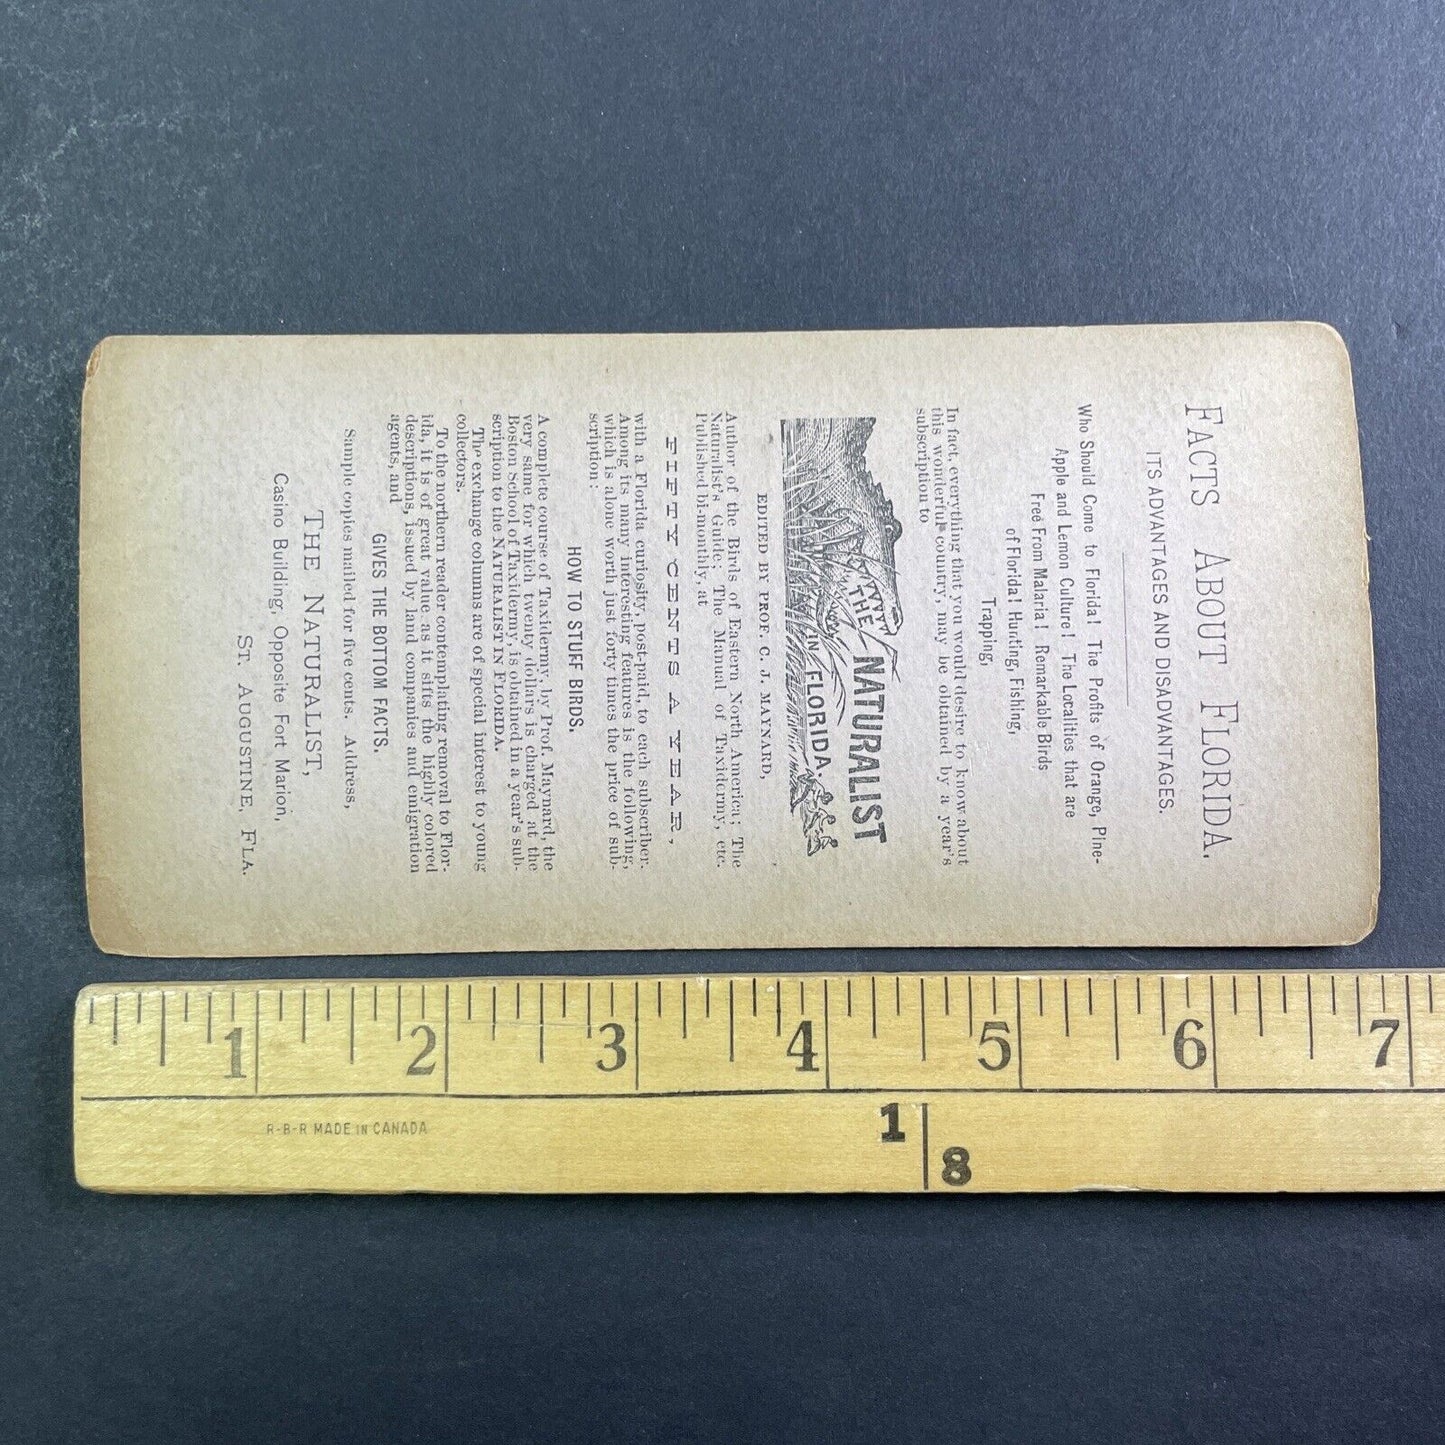 FACTS ABOUT FLORIDA.
ITS ADVANTAGES AND DISADVANTAGES.
Who Should Come to Florida! The Profits of Orange, Pine-
Apple and Lemon Culture! The Localities that are
Free From Malaria! Remarkable Birds
of Florida! Hunting, Fishing,
Trapping,
In fact, everything that you would desire to know about
this wonderful country, may be obtained by a year's
subscription to
THE
NATURALIST
IN
FLORIDA.
EDITED BY PROF. C. J. MAYNARD,
Author of the Birds of Eastern North America; The
Naturalist's Guide; The Manual of Taxidermy, etc.
Published bi-monthly, at
FIFTY CENTS A YEAR,
with a Florida curiosity, post-paid, to each subscriber.
Among its many interesting features is the following,
which is alone worth just forty times the price of sub-
scription:
HOW TO STUFF BIRDS.
A complete course of Taxidermy, by Prof. Maynard, the
very same for which twenty dollars is charged at the
Boston School of Taxidermy, is obtained in a year's sub-
scription to the NATURALIST IN FLORIDA.
The exchange columns are of special interest to young
collectors.
To the northern reader contemplating removal to Flor-
ida, it is of great value as it sifts the highly colored
descriptions, issued by land companies and emigration
agents, and
GIVES THE BOTTOM FACTS.
Sample copies mailed for five cents. Address,
THE NATURALIST,
Casino Building, Opposite Fort Marion,
ST. AUGUSTINE, FLA.
1 2 3 4 5 6 7
R-B-R MADE IN CANADA
1
8